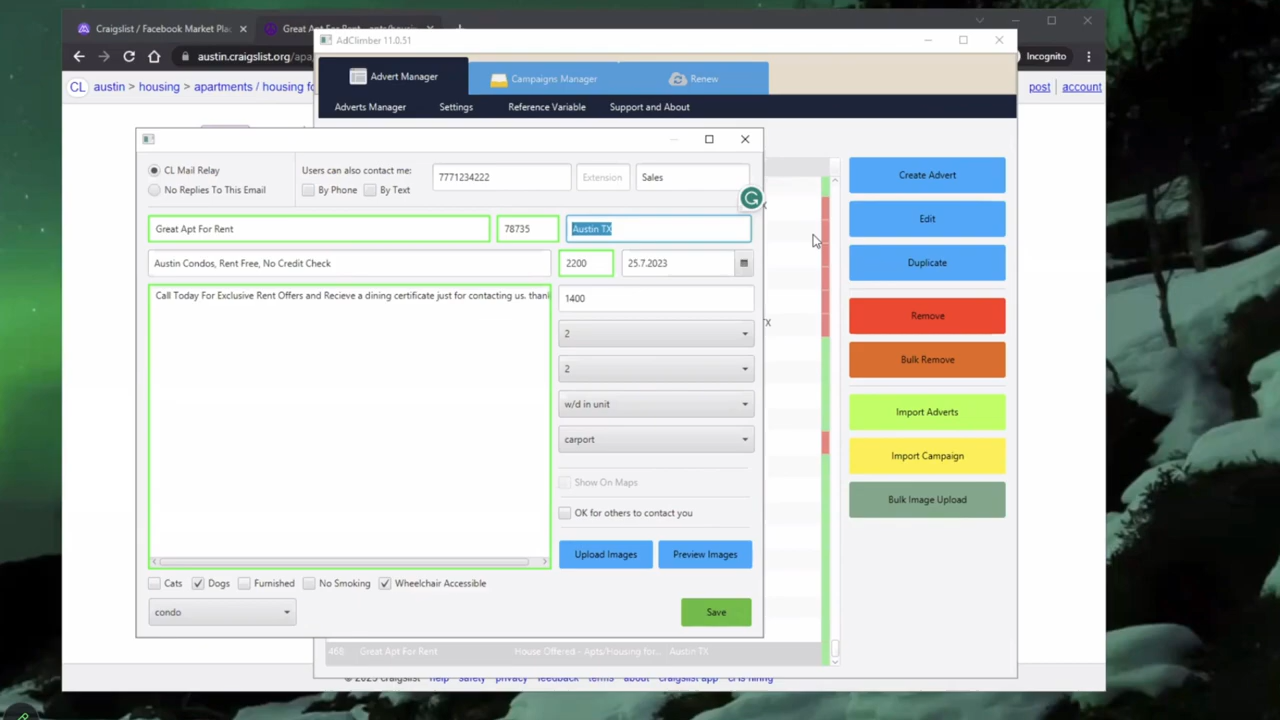 Craigslist / Facebook Market Pla
Great Apt For Rent - apts/housi
austin.craigslist.org/apa
Incognito
CL austin > housing > apartments / housing fo
post account
AdClimber 11.0.51
Advert Manager
Campaigns Manager
Renew
Adverts Manager Settings Reference Variable Support and About
CL Mail Relay
No Replies To This Email
Users can also contact me:
By Phone By Text
7771234222
Extension
Sales
Great Apt For Rent
78735
Austin TX
Austin Condos, Rent Free, No Credit Check
2200
25.7.2023
Call Today For Exclusive Rent Offers and Recieve a dining certificate just for contacting us. than
1400
2
2
w/d in unit
carport
Show On Maps
OK for others to contact you
Upload Images
Preview Images
Cats Dogs Furnished No Smoking Wheelchair Accessible
condo
Save
X
TX
Create Advert
Edit
Duplicate
Remove
Bulk Remove
Import Adverts
Import Campaign
Bulk Image Upload
468 Great Apt For Rent House Offered - Apts/Housing for... Austin TX
craigslist help safety privacy feedback terms about craigslist app cl is hiring